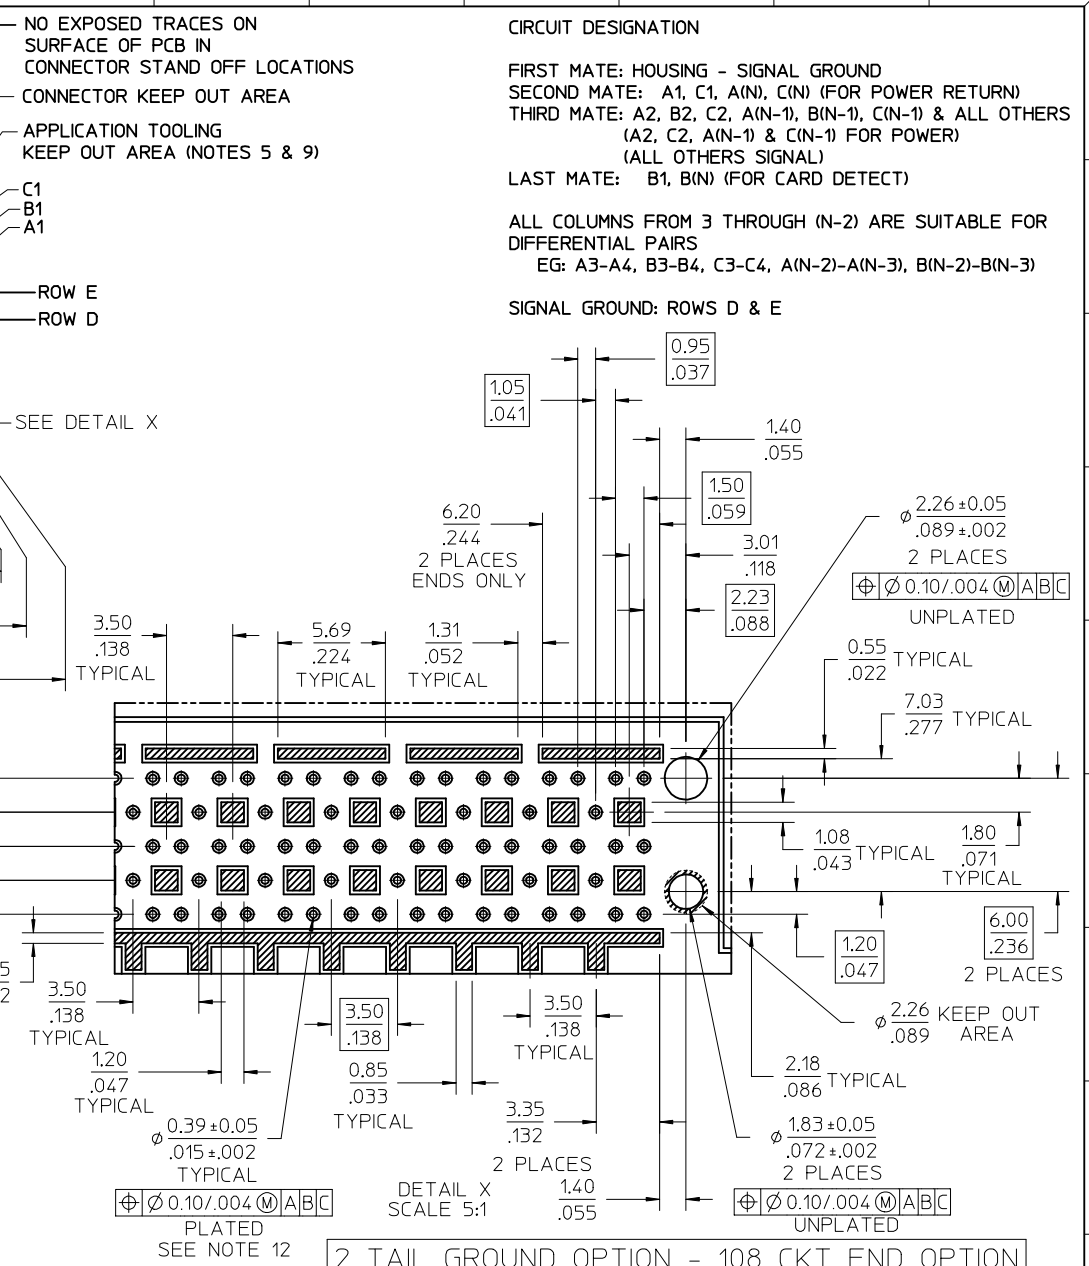 NO EXPOSED TRACES ON
SURFACE OF PCB IN
CONNECTOR STAND OFF LOCATIONS
CONNECTOR KEEP OUT AREA
APPLICATION TOOLING
KEEP OUT AREA (NOTES 5 & 9)
C1
B1
A1
ROW E
ROW D
SEE DETAIL X
CIRCUIT DESIGNATION
FIRST MATE: HOUSING - SIGNAL GROUND
SECOND MATE: A1, C1, A(N), C(N) (FOR POWER RETURN)
THIRD MATE: A2, B2, C2, A(N-1), B(N-1), C(N-1) & ALL OTHERS
(A2, C2, A(N-1) & C(N-1) FOR POWER)
(ALL OTHERS SIGNAL)
LAST MATE: B1, B(N) (FOR CARD DETECT)
ALL COLUMNS FROM 3 THROUGH (N-2) ARE SUITABLE FOR
DIFFERENTIAL PAIRS
EG: A3-A4, B3-B4, C3-C4, A(N-2)-A(N-3), B(N-2)-B(N-3)
SIGNAL GROUND: ROWS D & E
0.95
.037
1.05
.041
1.40
.055
1.50
.059
6.20
.244
2 PLACES
ENDS ONLY
3.01
.118
2.23
.088
⌀ 2.26 ±0.05
.089 ±.002
2 PLACES
⌖ ⌀ 0.10/.004 Ⓜ A B C
UNPLATED
3.50
.138
TYPICAL
5.69
.224
TYPICAL
1.31
.052
TYPICAL
0.55
.022
TYPICAL
7.03
.277
TYPICAL
1.08
.043
TYPICAL
1.80
.071
TYPICAL
6.00
.236
2 PLACES
1.20
.047
⌀ 2.26
.089
KEEP OUT
AREA
2.18
.086
TYPICAL
5
2
3.50
.138
TYPICAL
1.20
.047
TYPICAL
3.50
.138
0.85
.033
TYPICAL
3.50
.138
TYPICAL
3.35
.132
2 PLACES
1.40
.055
⌀ 0.39 ±0.05
.015 ±.002
TYPICAL
⌖ ⌀ 0.10/.004 Ⓜ A B C
PLATED
SEE NOTE 12
DETAIL X
SCALE 5:1
⌀ 1.83 ±0.05
.072 ±.002
2 PLACES
⌖ ⌀ 0.10/.004 Ⓜ A B C
UNPLATED
2 TAIL GROUND OPTION - 108 CKT END OPTION